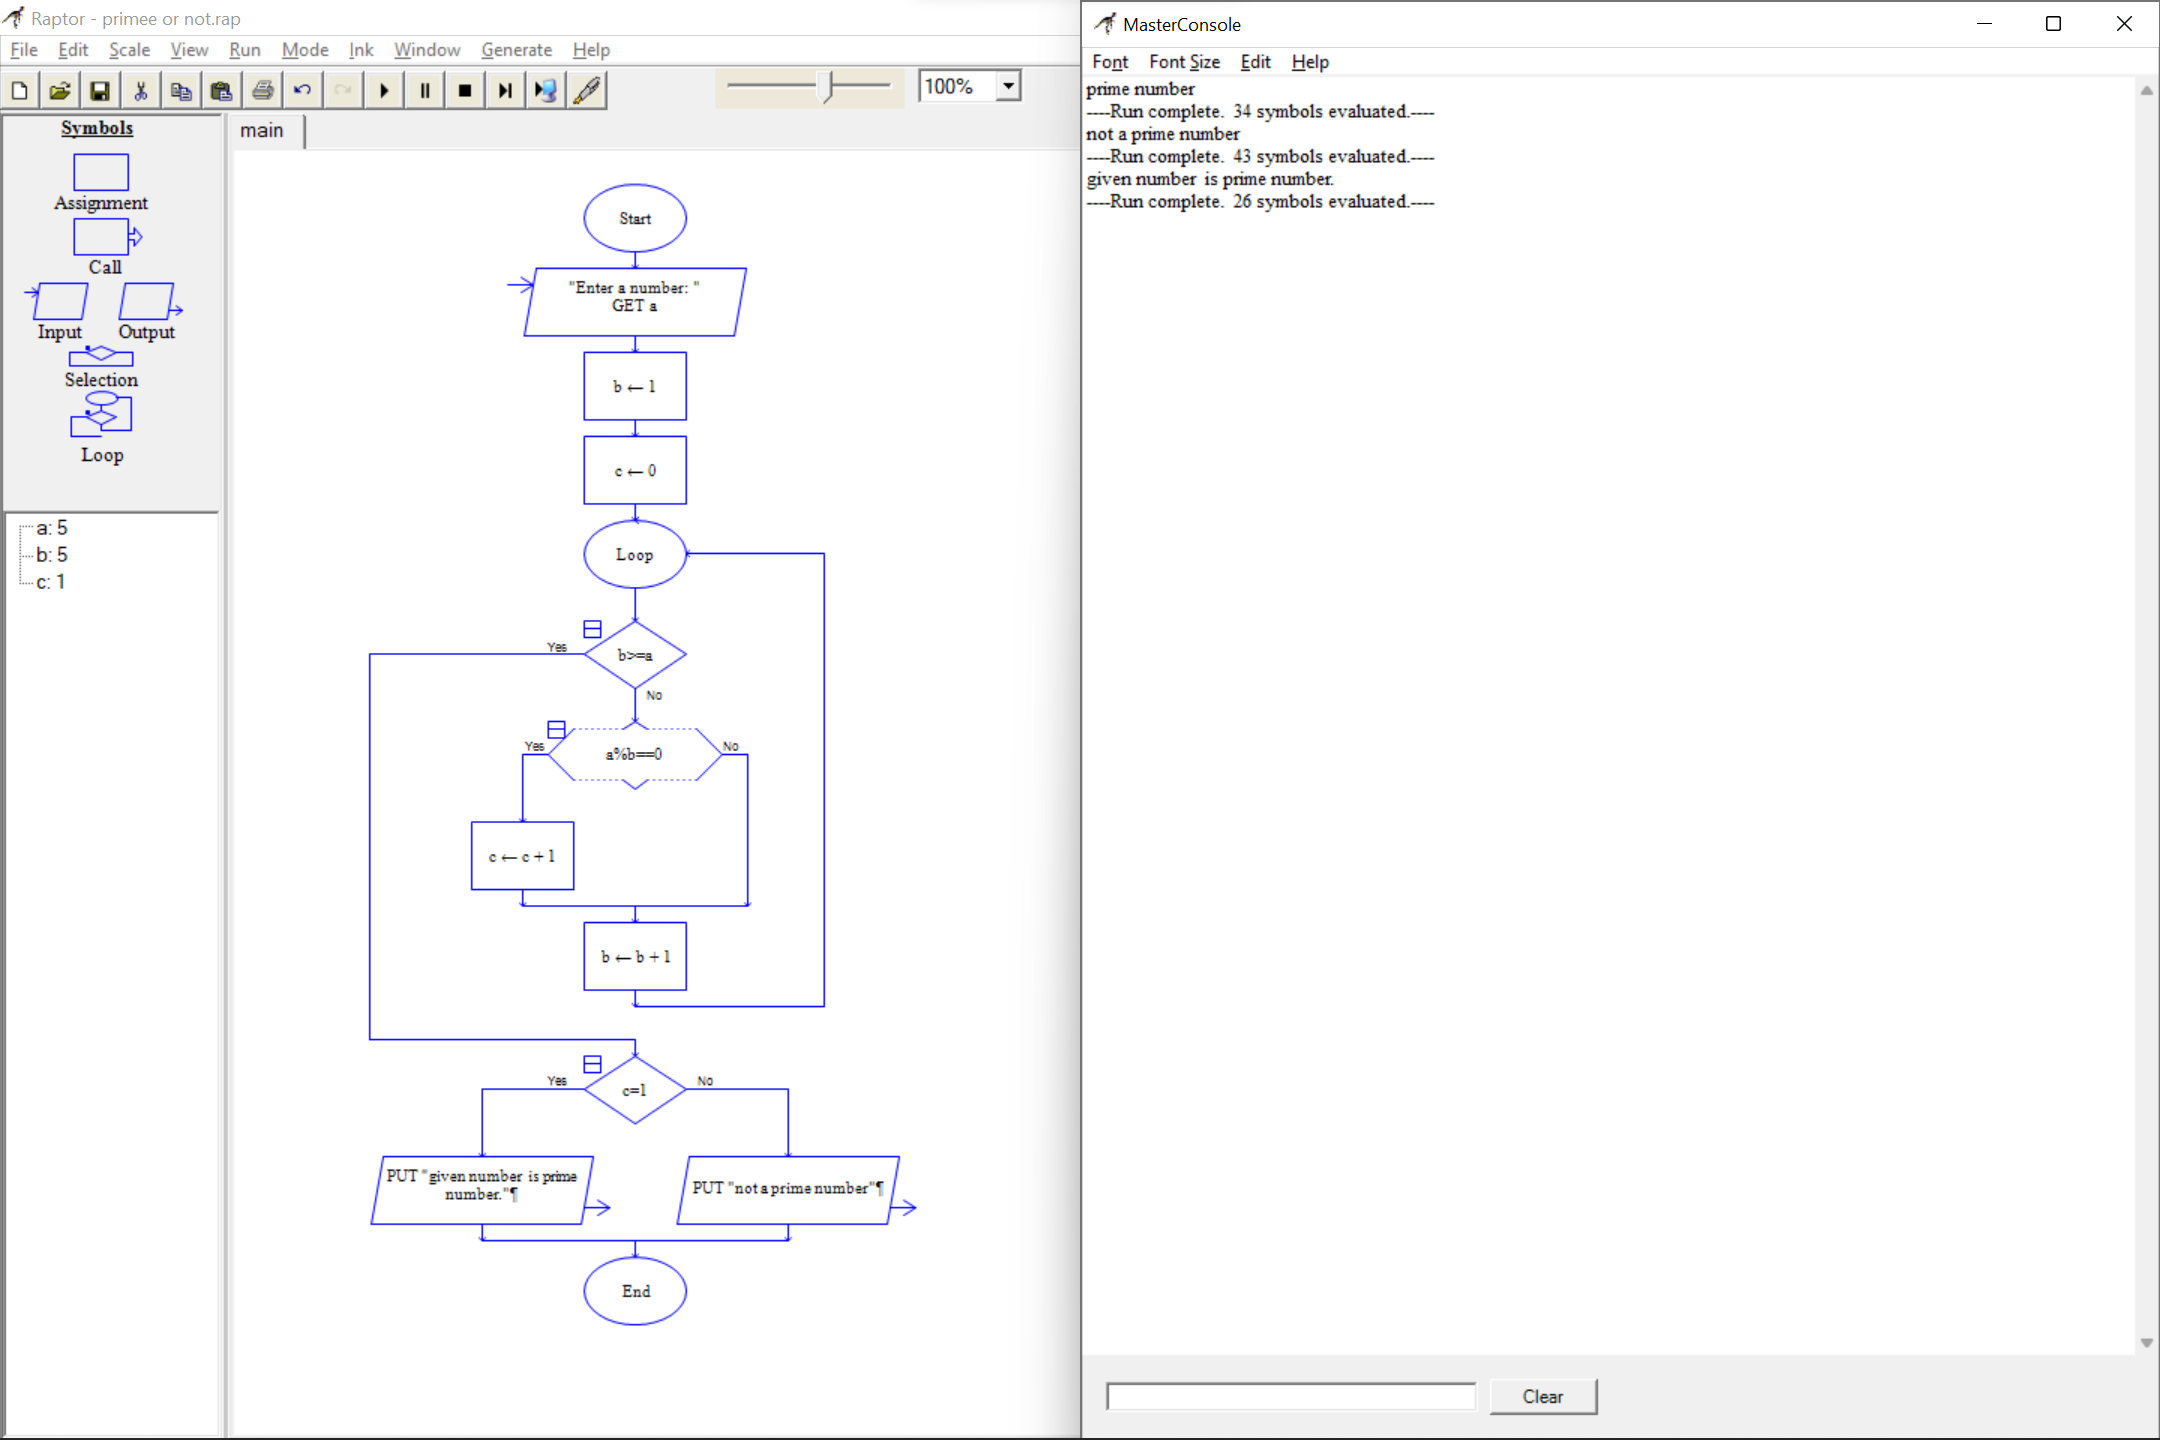 Raptor - primee or not.rap
File Edit Scale View Run Mode Ink Window Generate Help
100%
Symbols
Assignment
Call
Input Output
Selection
Loop
a: 5
b: 5
c: 1
main
Start
"Enter a number: "
GET a
b ← 1
c ← 0
Loop
b>=a
Yes
No
a%b==0
Yes
No
c ← c + 1
b ← b + 1
c=1
Yes
No
PUT "given number is prime
number."¶
PUT "not a prime number"¶
End
MasterConsole
Font Font Size Edit Help
prime number
----Run complete. 34 symbols evaluated.----
not a prime number
----Run complete. 43 symbols evaluated.----
given number is prime number.
----Run complete. 26 symbols evaluated.----
Clear